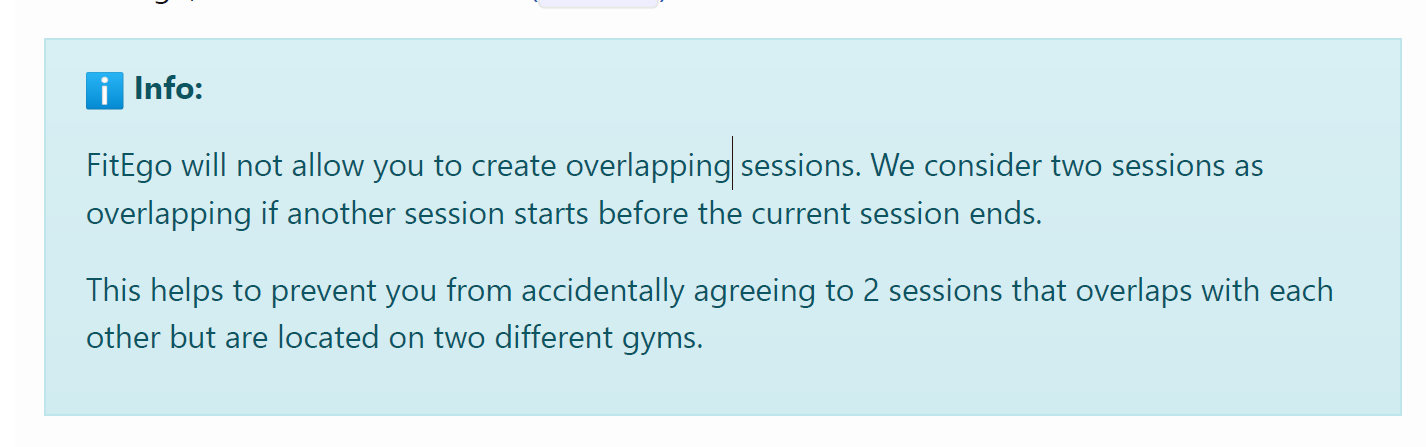 Info:
FitEgo will not allow you to create overlapping sessions. We consider two sessions as
overlapping if another session starts before the current session ends.
This helps to prevent you from accidentally agreeing to 2 sessions that overlaps with each
other but are located on two different gyms.